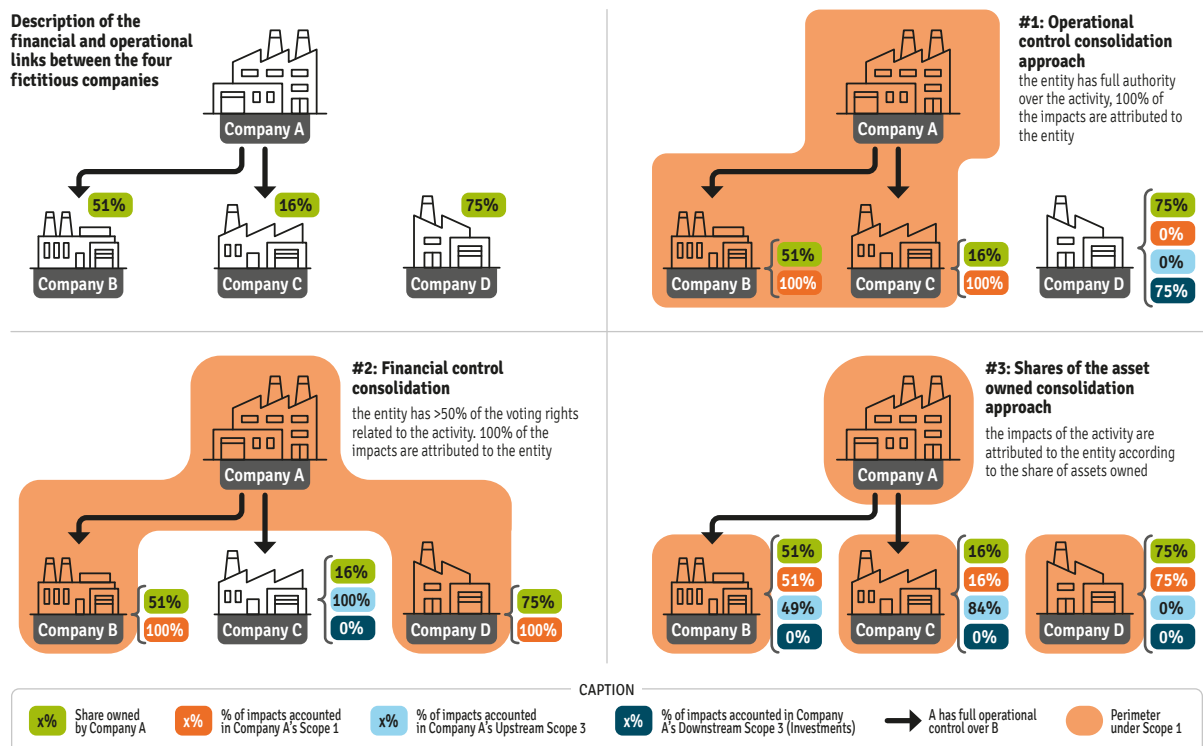 Description of the
financial and operational
links between the four
fictitious companies
Company A
51%
16%
75%
Company B
Company C
Company D
#1: Operational
control consolidation
approach
the entity has full authority
over the activity, 100% of
the impacts are attributed to
the entity
Company A
51%
100%
16%
100%
75%
0%
0%
75%
Company B
Company C
Company D
#2: Financial control
consolidation
the entity has >50% of the voting rights
related to the activity. 100% of the
impacts are attributed to the entity
Company A
51%
100%
16%
100%
0%
75%
100%
Company B
Company C
Company D
#3: Shares of the asset
owned consolidation
approach
the impacts of the activity are
attributed to the entity according
to the share of assets owned
Company A
51%
51%
49%
0%
16%
16%
84%
0%
75%
75%
0%
0%
Company B
Company C
Company D
CAPTION
x%
Share owned
by Company A
x%
% of impacts accounted
in Company A's Scope 1
x%
% of impacts accounted
in Company A's Upstream Scope 3
x%
% of impacts accounted in Company
A's Downstream Scope 3 (Investments)
A has full operational
control over B
Perimeter
under Scope 1